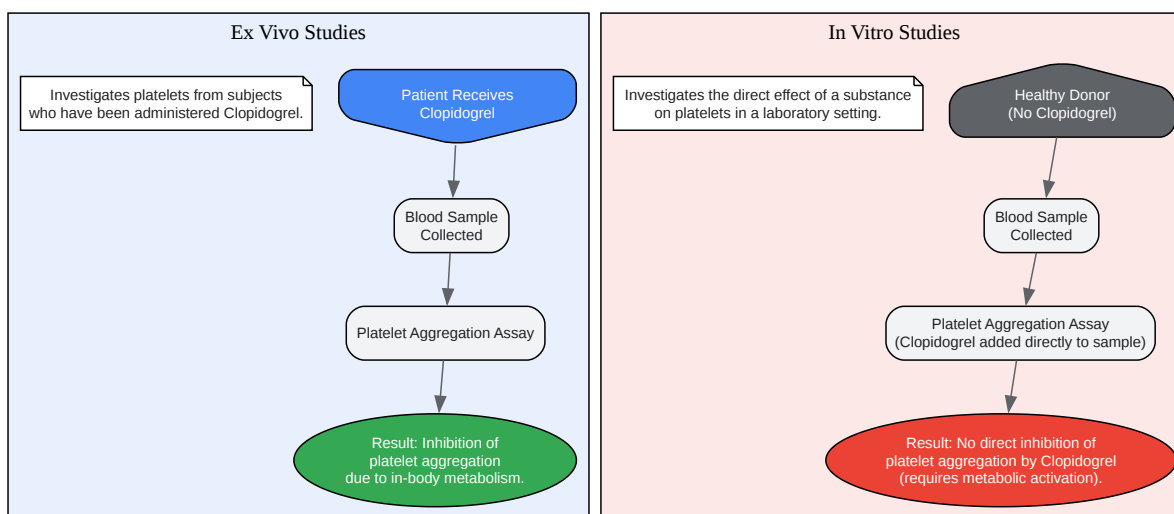 Ex Vivo Studies
Investigates platelets from subjects
who have been administered Clopidogrel.
Patient Receives
Clopidogrel
Blood Sample
Collected
Platelet Aggregation Assay
Result: Inhibition of
platelet aggregation
due to in-body metabolism.
In Vitro Studies
Investigates the direct effect of a substance
on platelets in a laboratory setting.
Healthy Donor
(No Clopidogrel)
Blood Sample
Collected
Platelet Aggregation Assay
(Clopidogrel added directly to sample)
Result: No direct inhibition of
platelet aggregation by Clopidogrel
(requires metabolic activation).